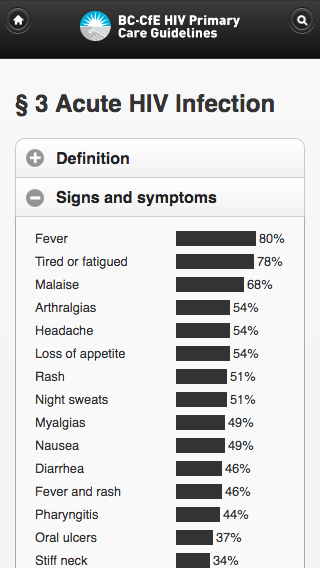 BC-CfE HIV Primary
Care Guidelines
§ 3 Acute HIV Infection
Definition
Signs and symptoms
Fever 80%
Tired or fatigued 78%
Malaise 68%
Arthralgias 54%
Headache 54%
Loss of appetite 54%
Rash 51%
Night sweats 51%
Myalgias 49%
Nausea 49%
Diarrhea 46%
Fever and rash 46%
Pharyngitis 44%
Oral ulcers 37%
Stiff neck 34%